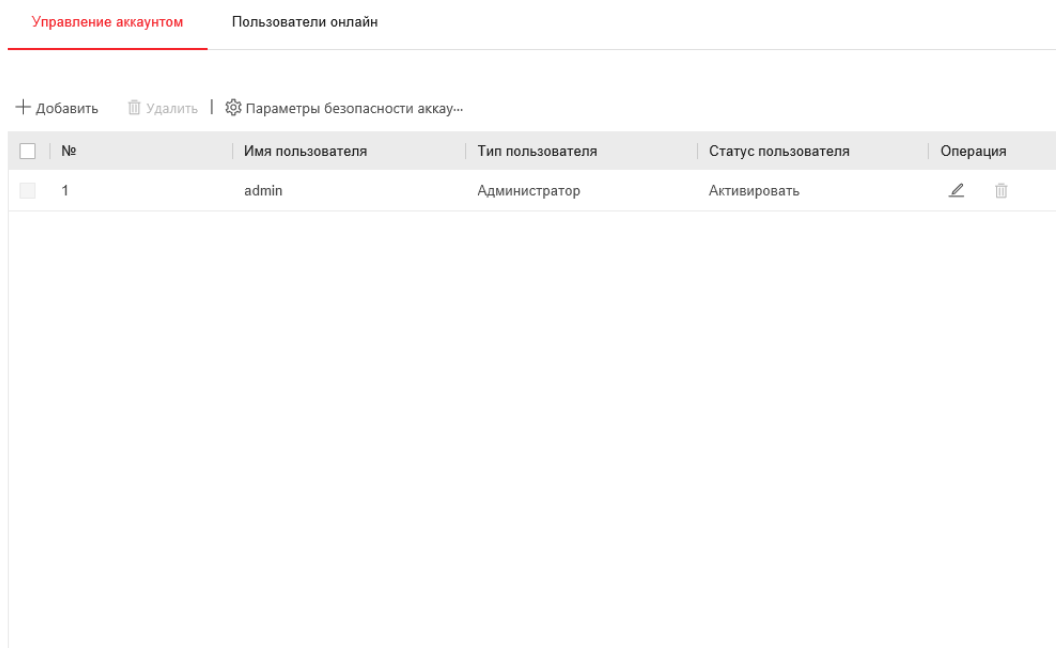 Управление аккаунтом Пользователи онлайн
Добавить Удалить | Параметры безопасности аккау...
№ Имя пользователя Тип пользователя Статус пользователя Операция
1 admin Администратор Активировать